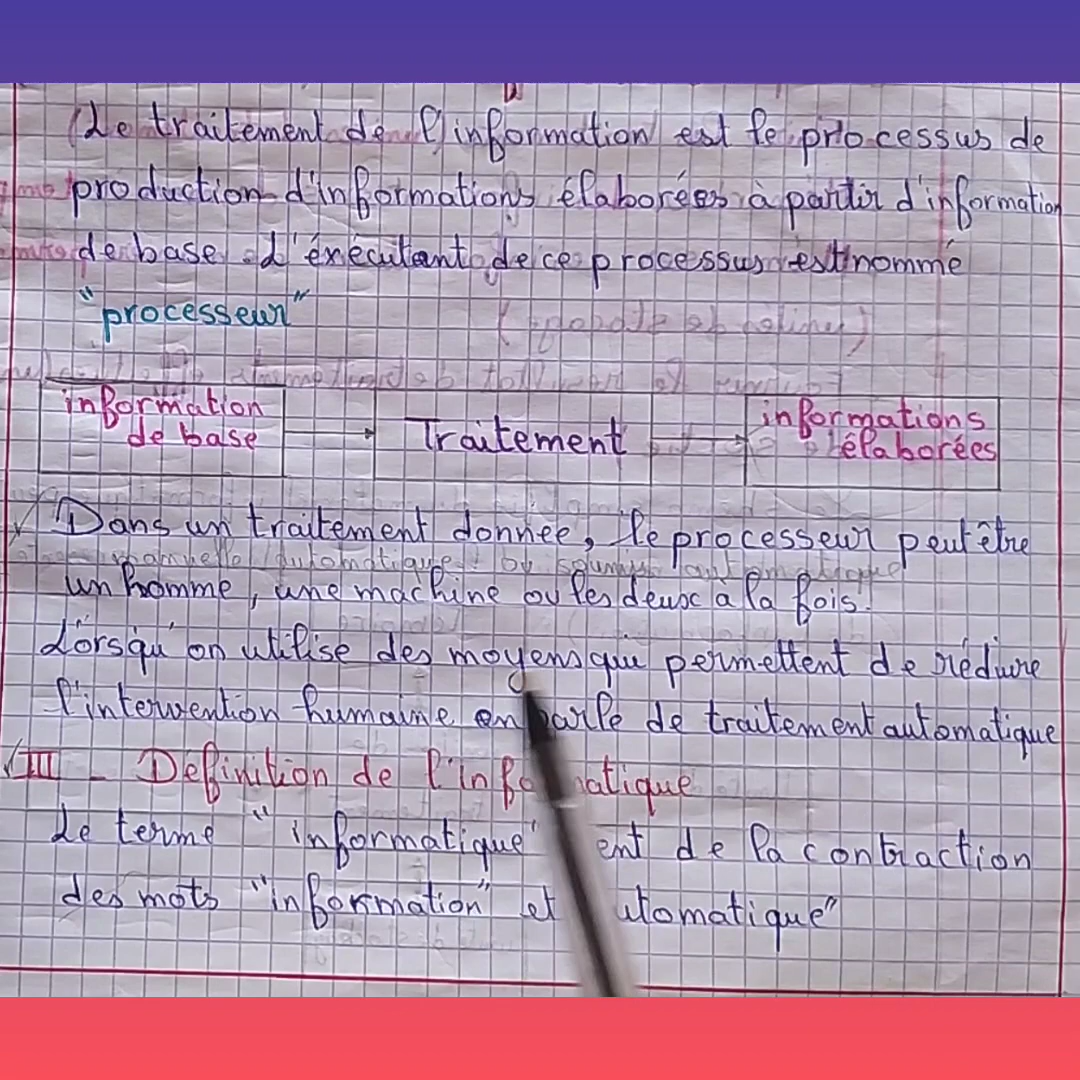 Le traitement de l'information est le processus de
production d'informations élaborées à partir d'information
de base. L'éxécutant de ce processus est nommé
"processeur"
information
de base
Traitement
informations
élaborées
Dans un traitement donnée, le processeur peut être
un homme, une machine ou les deux a la fois.
Lorsqu'on utilise des moyens qui permettent de réduire
l'intervention humaine on parle de traitement automatique
III - Définition de l'info atique
Le terme "informatique" ent de la contraction
des mots "information" et utomatique"